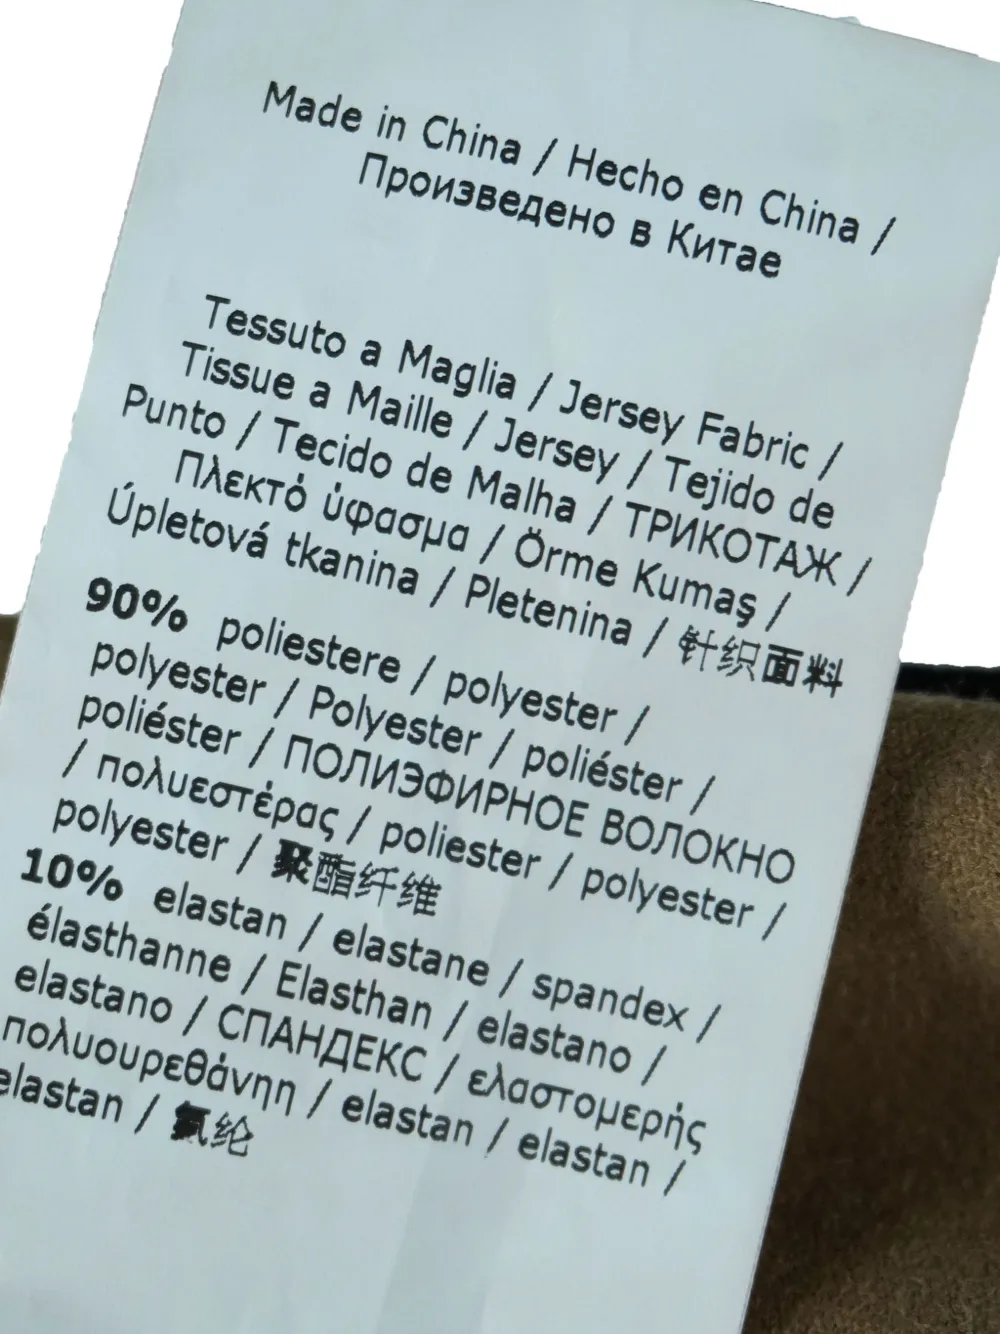 Made in China / Hecho en China /
Произведено в Китае
Tessuto a Maglia / Jersey Fabric /
Tissue a Maille / Jersey / Tejido de
Punto / Tecido de Malha / ТРИКОТАЖ /
Πλεκτό ύφασμα / Örme Kumaş /
Úpletová tkanina / Pletenina / 针织面料
90% poliestere / polyester /
polyester / Polyester / poliéster /
poliéster / ПОЛИЭФИРНОЕ ВОЛОКНО
/ πολυεστέρας / poliester / polyester /
polyester / 聚酯纤维
10% elastan / elastane / spandex /
élasthanne / Elasthan / elastano /
elastano / СПАНДЕКС / ελαστομερής
πολυουρεθάνηη / elastan / elastan /
elastan / 氨纶